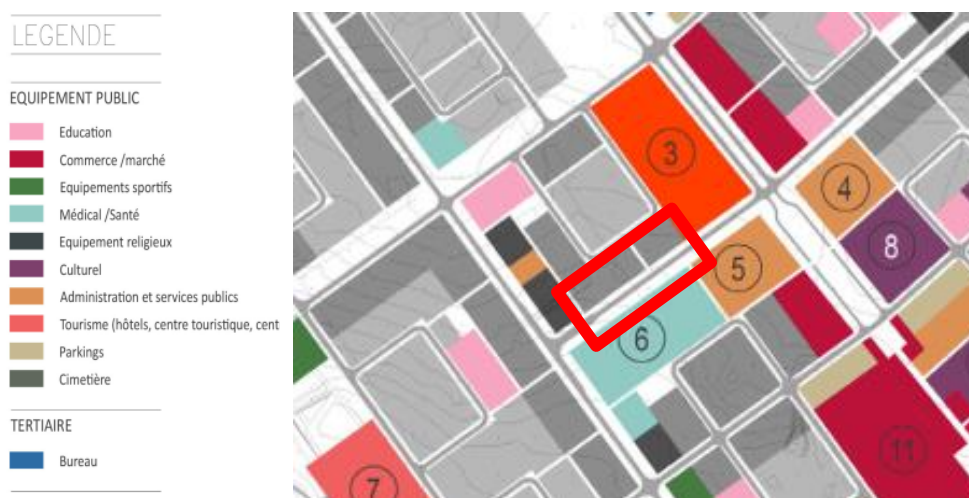 LEGENDE
EQUIPEMENT PUBLIC
Education
Commerce /marché
Equipements sportifs
Médical /Santé
Equipement religieux
Culturel
Administration et services publics
Tourisme (hôtels, centre touristique, cent
Parkings
Cimetière
TERTIAIRE
Bureau
3
4
8
5
6
11
7